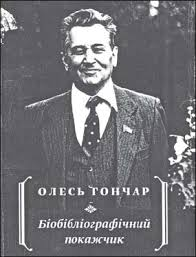 ОЛЕСЬ ГОНЧАР
Біобібліографічний
покажчик